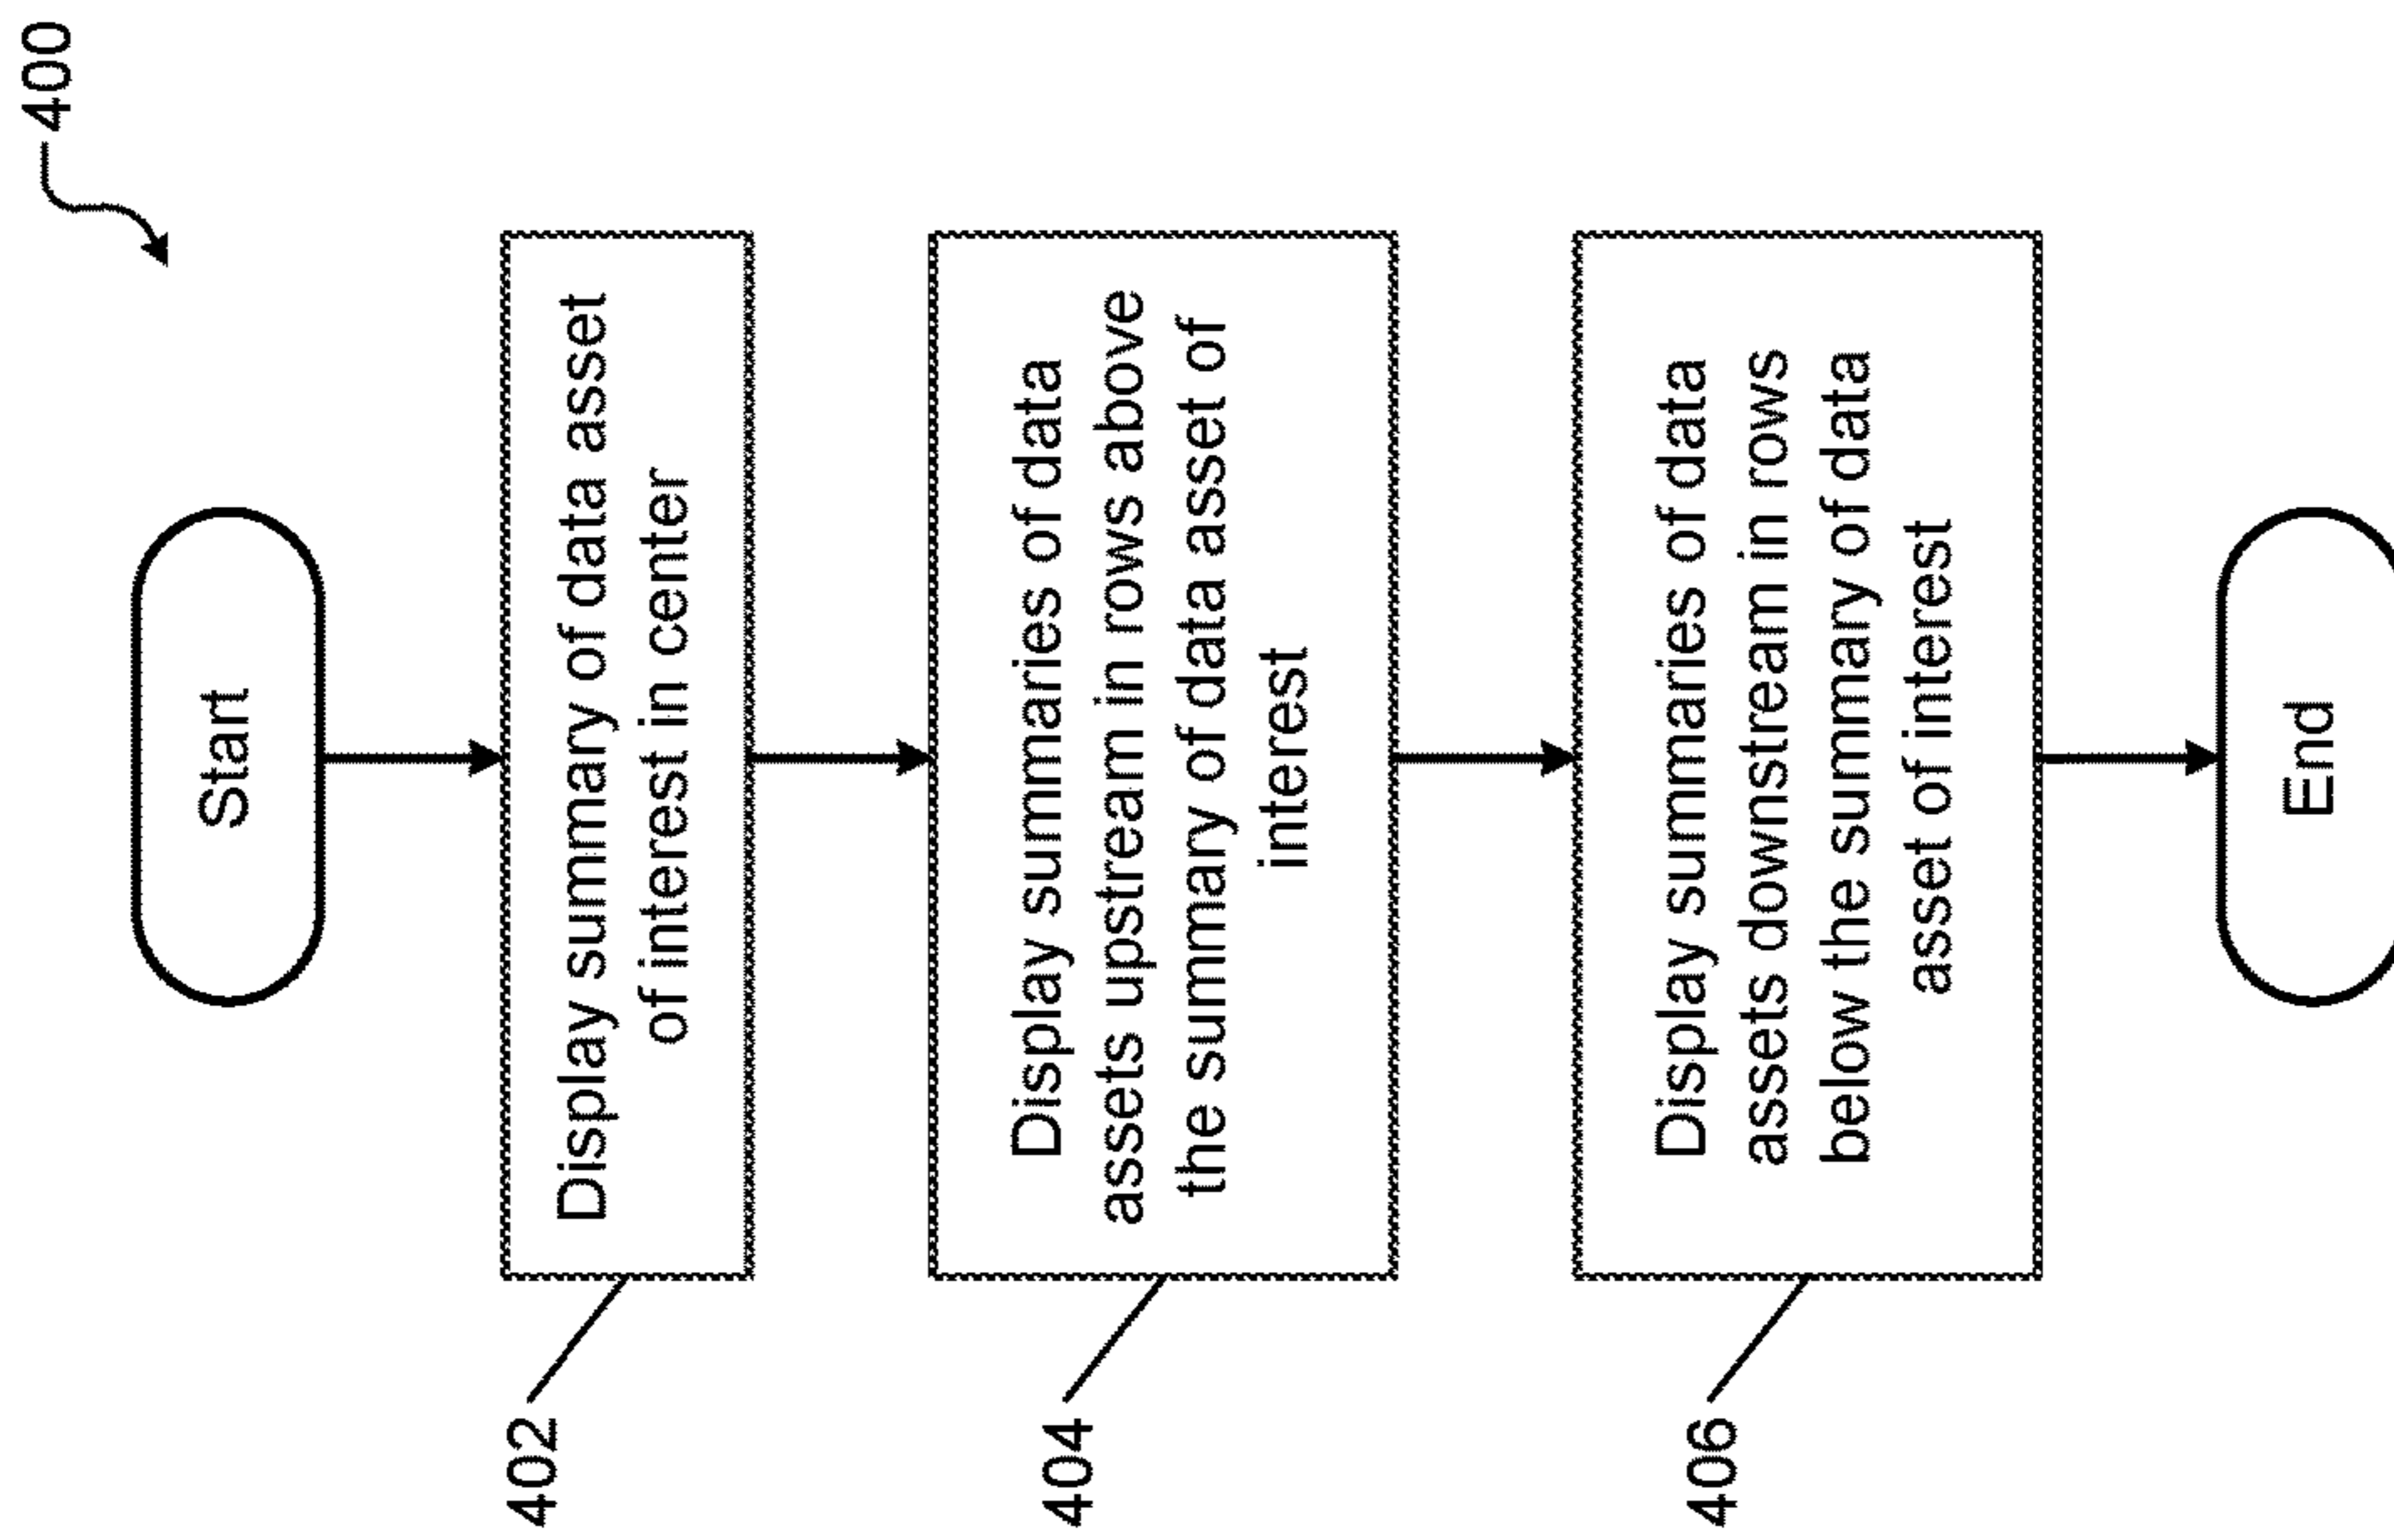 400
Start
402
Display summary of data asset
of interest in center
404
Display summaries of data
assets upstream in rows above
the summary of data asset of
interest
406
Display summaries of data
assets downstream in rows
below the summary of data
asset of interest
End